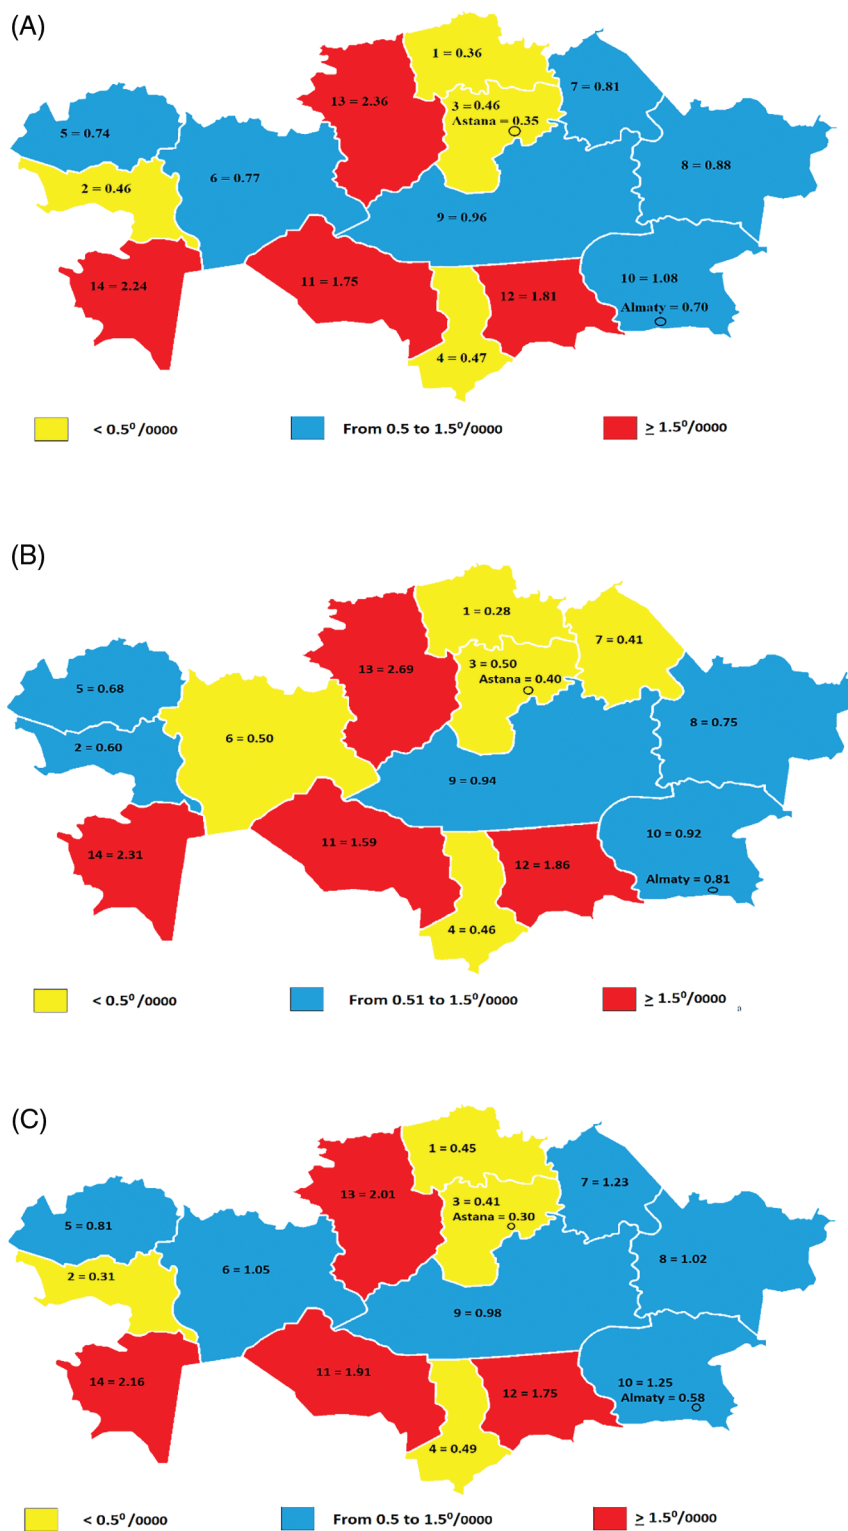 (A)
1 = 0.36
13 = 2.36
3 = 0.46
Astana = 0.35
7 = 0.81
5 = 0.74
6 = 0.77
8 = 0.88
2 = 0.46
9 = 0.96
14 = 2.24
11 = 1.75
12 = 1.81
10 = 1.08
Almaty = 0.70
4 = 0.47
< 0.5⁰/0000 From 0.5 to 1.5⁰/0000 ≥ 1.5⁰/0000
(B)
1 = 0.28
7 = 0.41
13 = 2.69
3 = 0.50
Astana = 0.40
5 = 0.68
2 = 0.60
6 = 0.50
8 = 0.75
9 = 0.94
14 = 2.31
11 = 1.59
12 = 1.86
10 = 0.92
Almaty = 0.81
4 = 0.46
< 0.5⁰/0000 From 0.51 to 1.5⁰/0000 ≥ 1.5⁰/0000
(C)
1 = 0.45
13 = 2.01
3 = 0.41
Astana = 0.30
7 = 1.23
5 = 0.81
2 = 0.31
6 = 1.05
8 = 1.02
9 = 0.98
14 = 2.16
11 = 1.91
12 = 1.75
10 = 1.25
Almaty = 0.58
4 = 0.49
< 0.5⁰/0000 From 0.5 to 1.5⁰/0000 ≥ 1.5⁰/0000